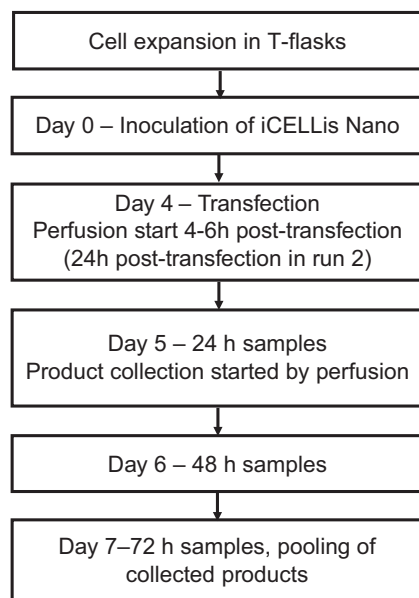 Cell expansion in T-flasks
Day 0 – Inoculation of iCELLis Nano
Day 4 – Transfection
Perfusion start 4-6h post-transfection
(24h post-transfection in run 2)
Day 5 – 24 h samples
Product collection started by perfusion
Day 6 – 48 h samples
Day 7–72 h samples, pooling of
collected products